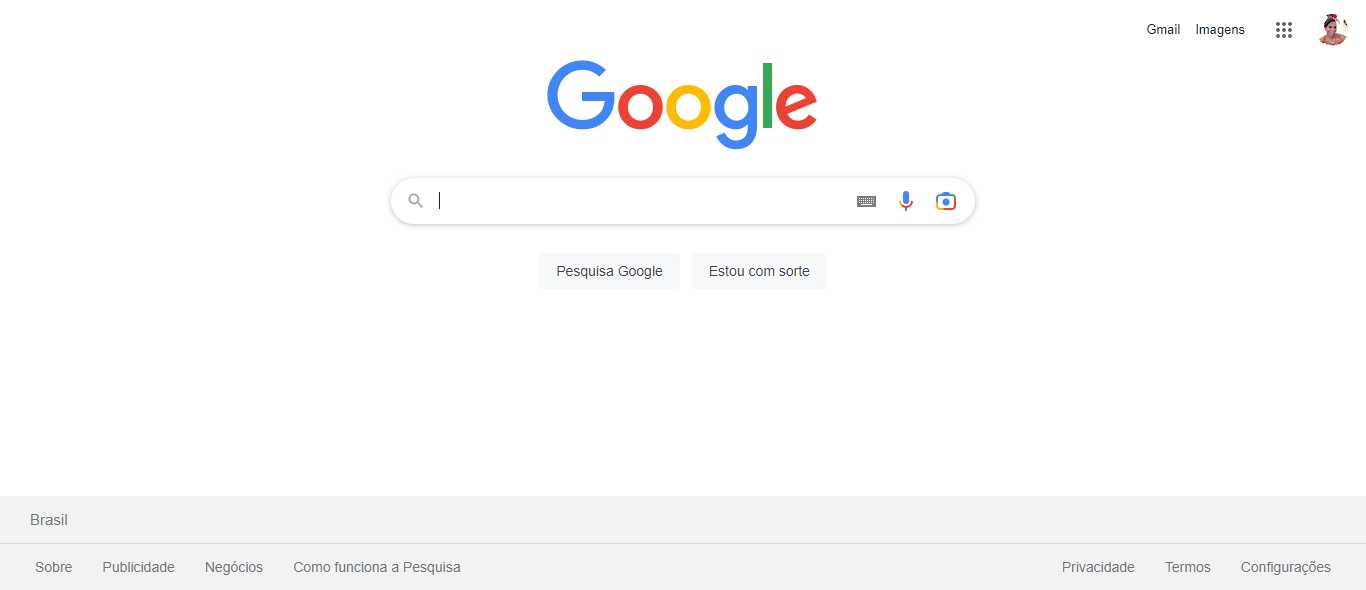 Gmail Imagens
Google
Pesquisa Google Estou com sorte
Brasil
Sobre Publicidade Negócios Como funciona a Pesquisa Privacidade Termos Configurações